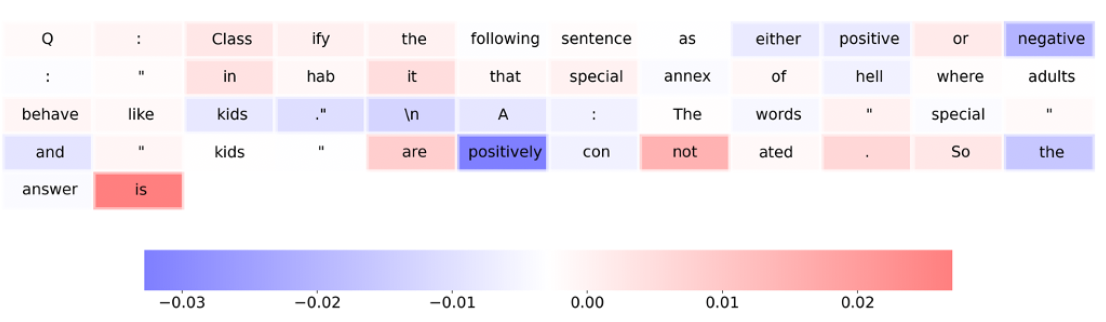 Q : Class ify the following sentence as either positive or negative
: " in hab it that special annex of hell where adults
behave like kids ." \n A : The words " special "
and " kids " are positively con not ated . So the
answer is
−0.03 −0.02 −0.01 0.00 0.01 0.02